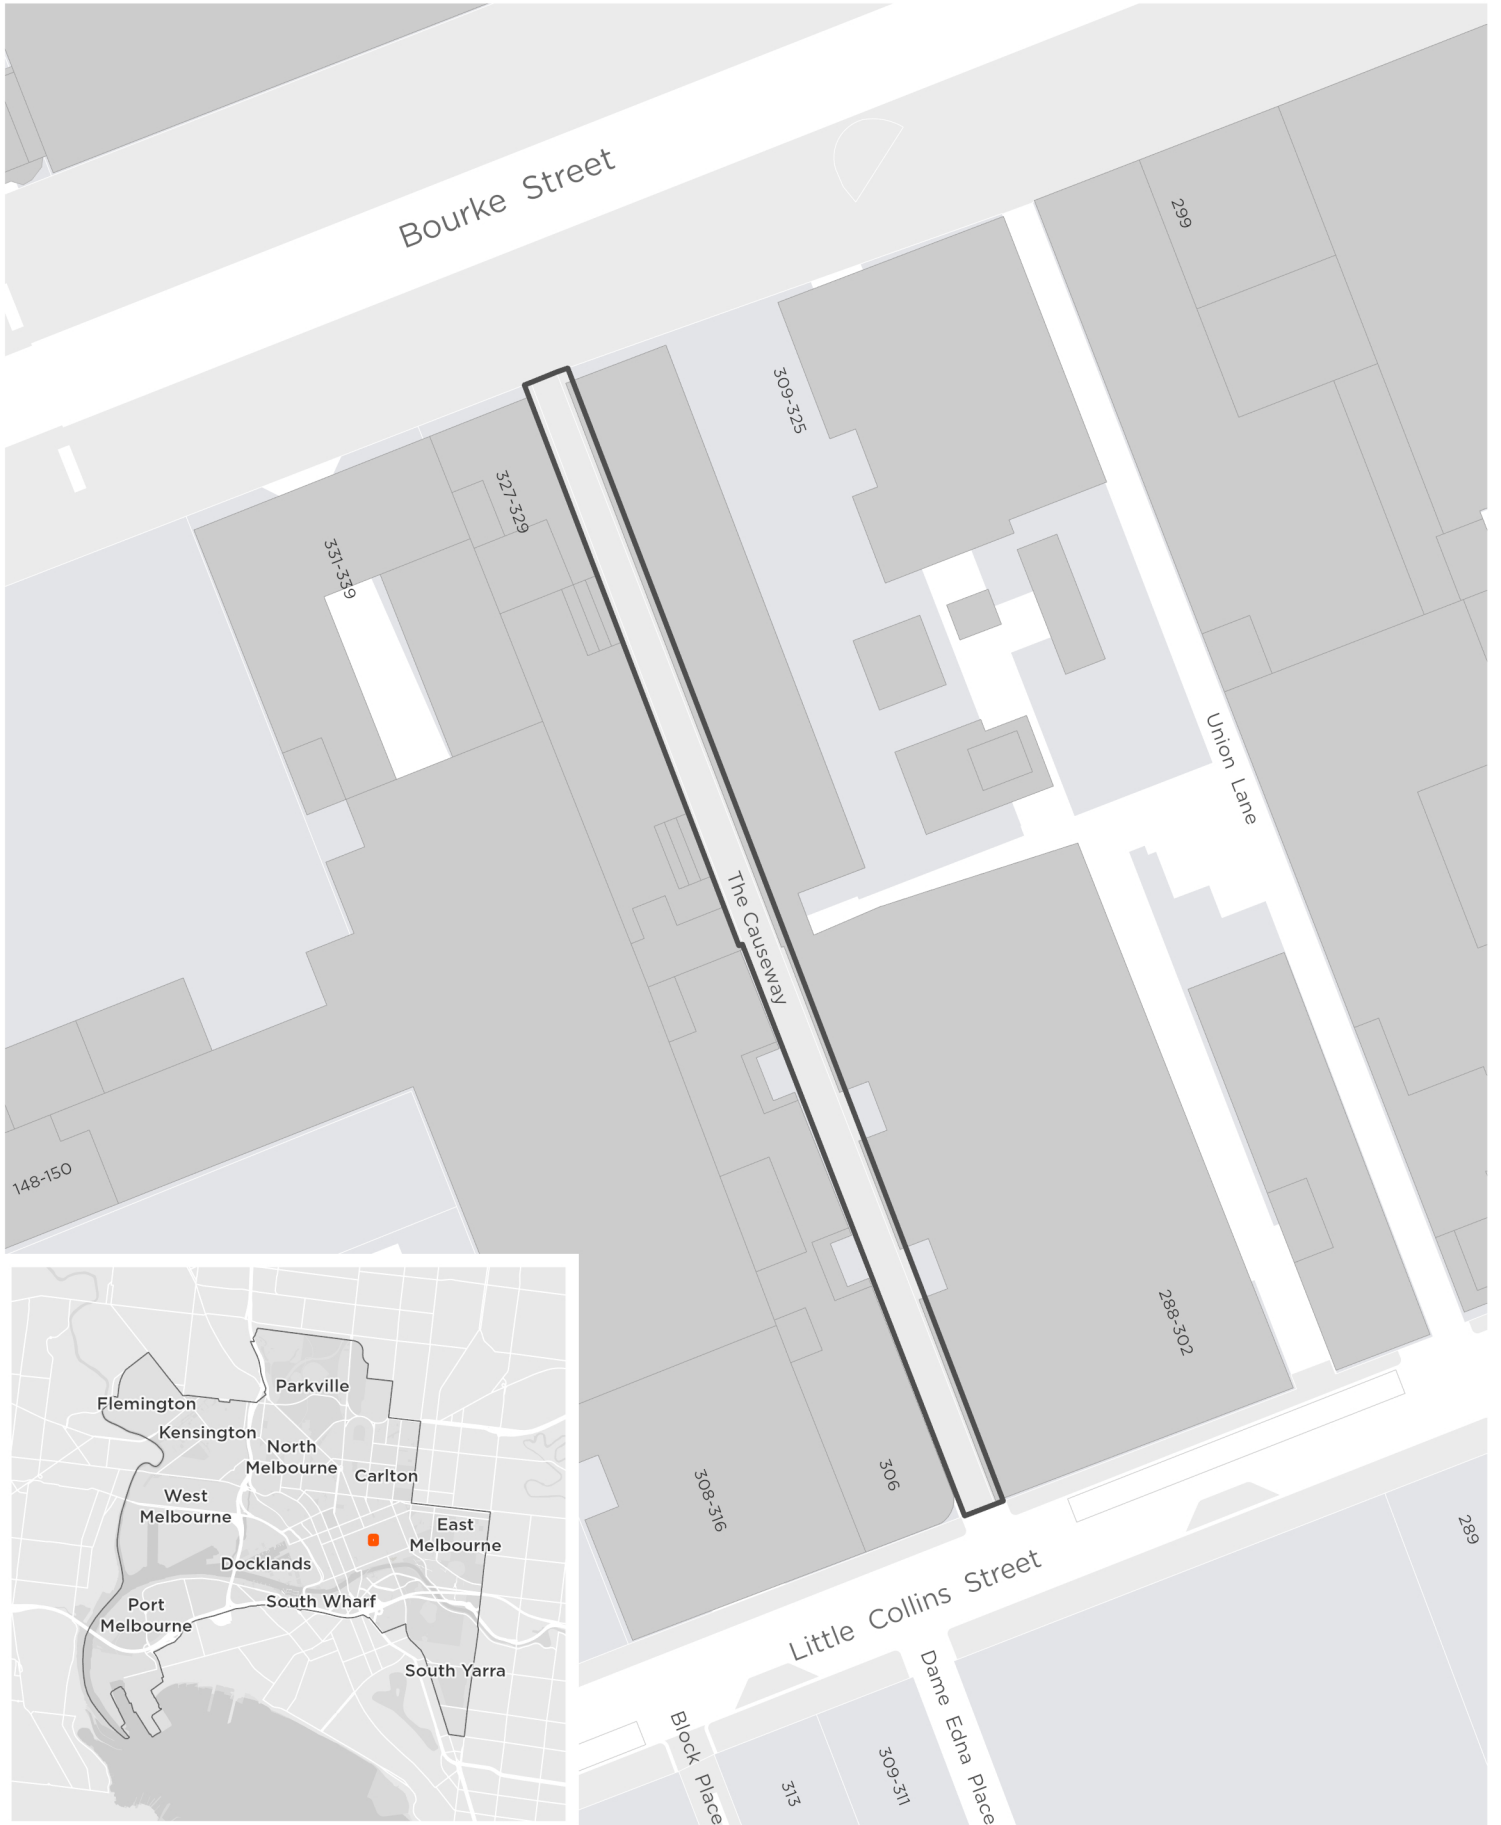 Bourke Street
299
309-325
327-329
331-339
Union Lane
The Causeway
148-150
288-302
306
308-316
289
Little Collins Street
Dame Edna Place
Block Place
309-311
313
Parkville
Flemington
Kensington
North
Melbourne
Carlton
West
Melbourne
East
Melbourne
Docklands
South Wharf
Port
Melbourne
South Yarra